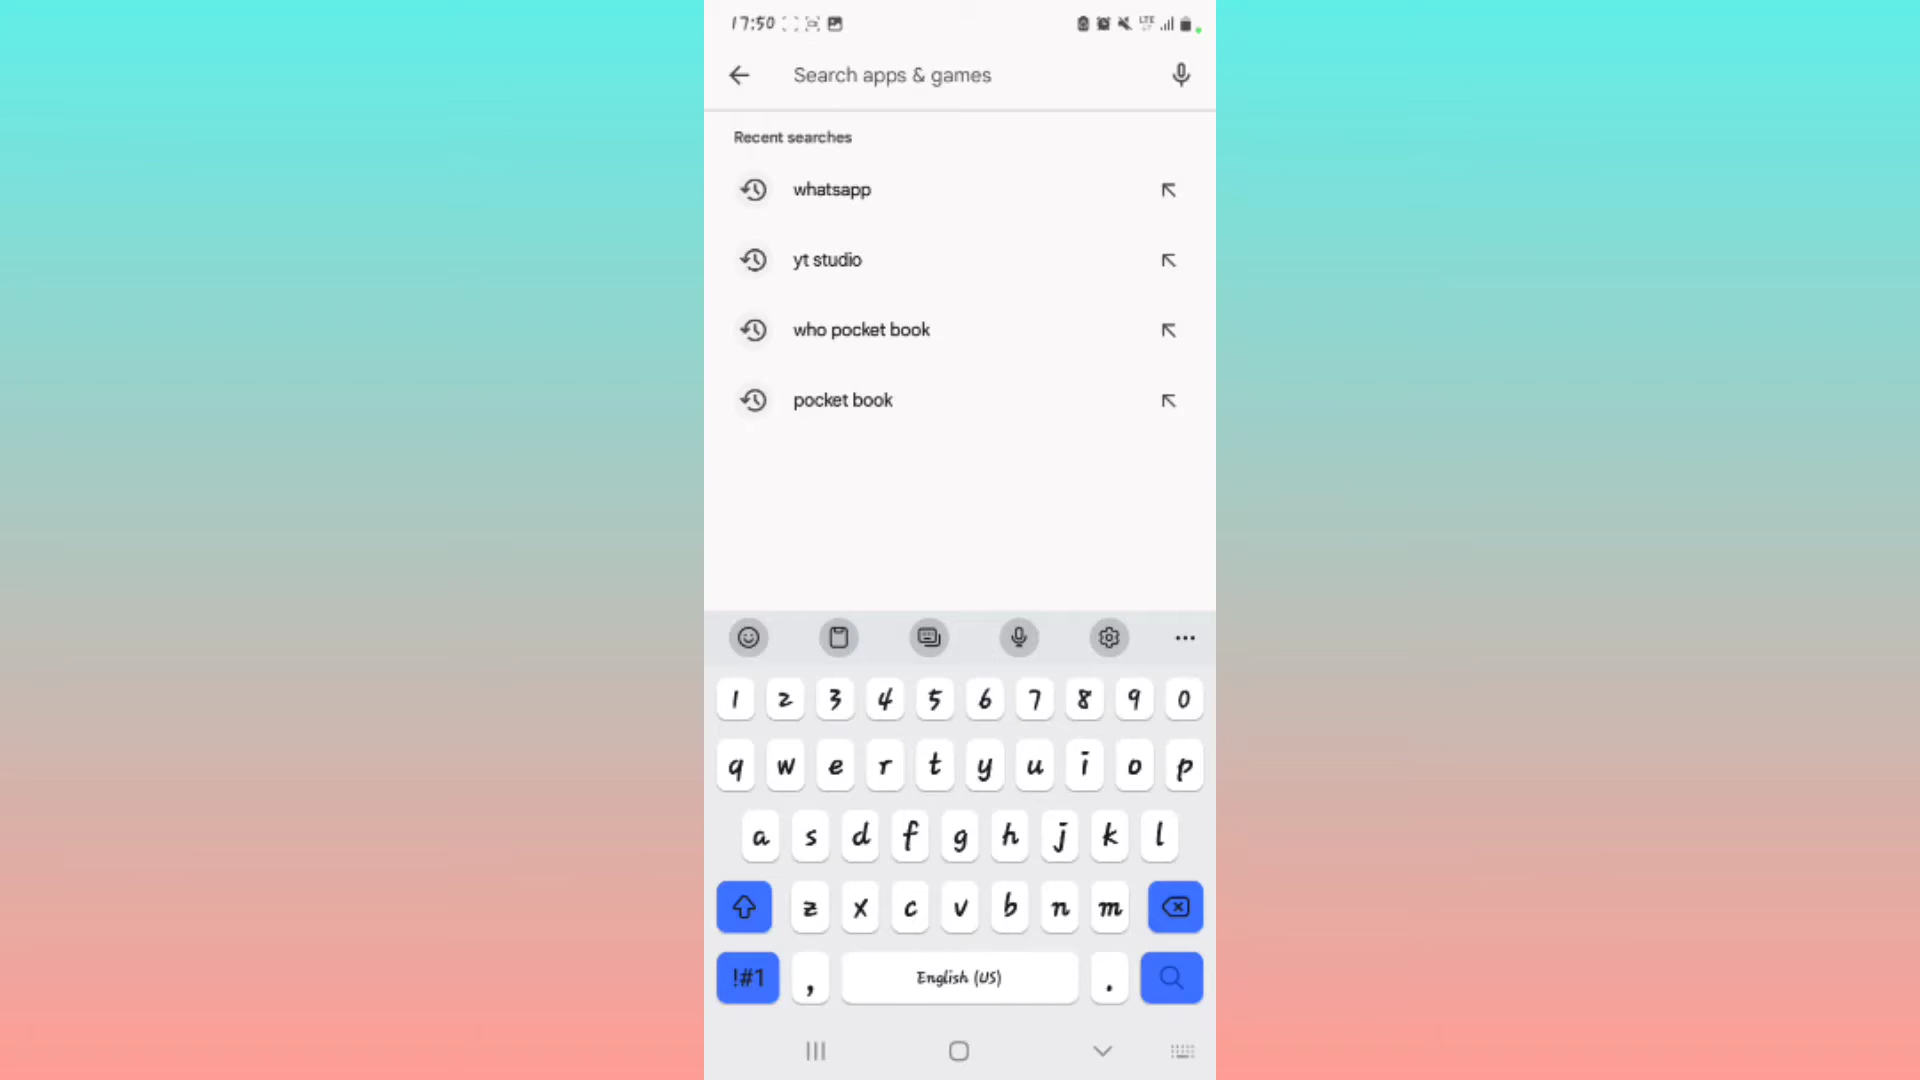 17:50
LTE
Search apps & games
Recent searches
whatsapp
yt studio
who pocket book
pocket book
1 2 3 4 5 6 7 8 9 0
q w e r t y u i o p
a s d f g h j k l
z x c v b n m
!#1 , English (US) .